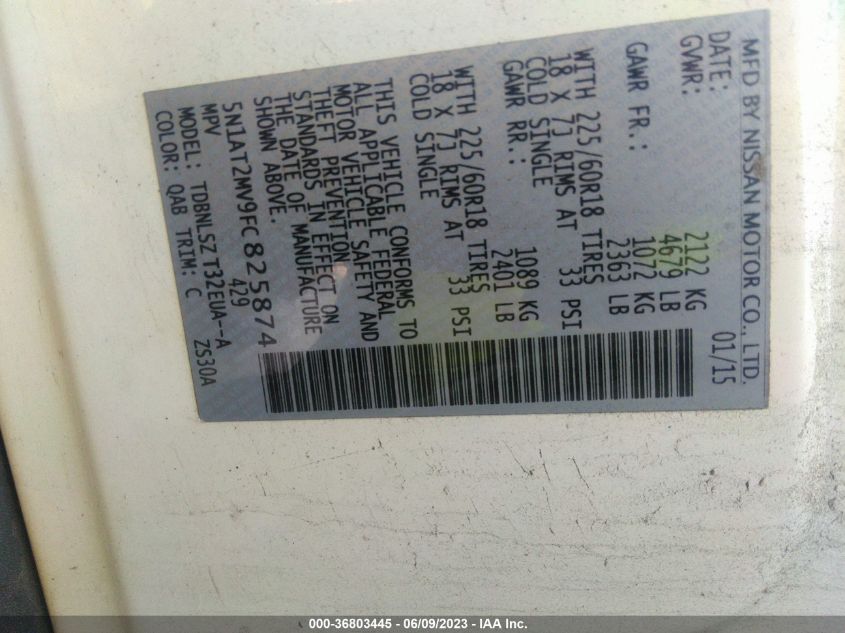 MFD BY NISSAN MOTOR CO., LTD.
DATE: 01/15
GVWR: 2122 KG
4679 LB
GAWR FR.: 1072 KG
2363 LB
WITH 225/60R18 TIRES
18 X 7J RIMS AT 33 PSI
COLD SINGLE
GAWR RR.: 1089 KG
2401 LB
WITH 225/60R18 TIRES
18 X 7J RIMS AT 33 PSI
COLD SINGLE
THIS VEHICLE CONFORMS TO
ALL APPLICABLE FEDERAL
MOTOR VEHICLE SAFETY AND
THEFT PREVENTION
STANDARDS IN EFFECT ON
THE DATE OF MANUFACTURE
SHOWN ABOVE.
5N1AT2MV9FC825874
MPV 429
MODEL: TDBNLSZ T32EUA--A
COLOR: QAB TRIM: C ZS30A
000-36803445 - 06/09/2023 - IAA Inc.